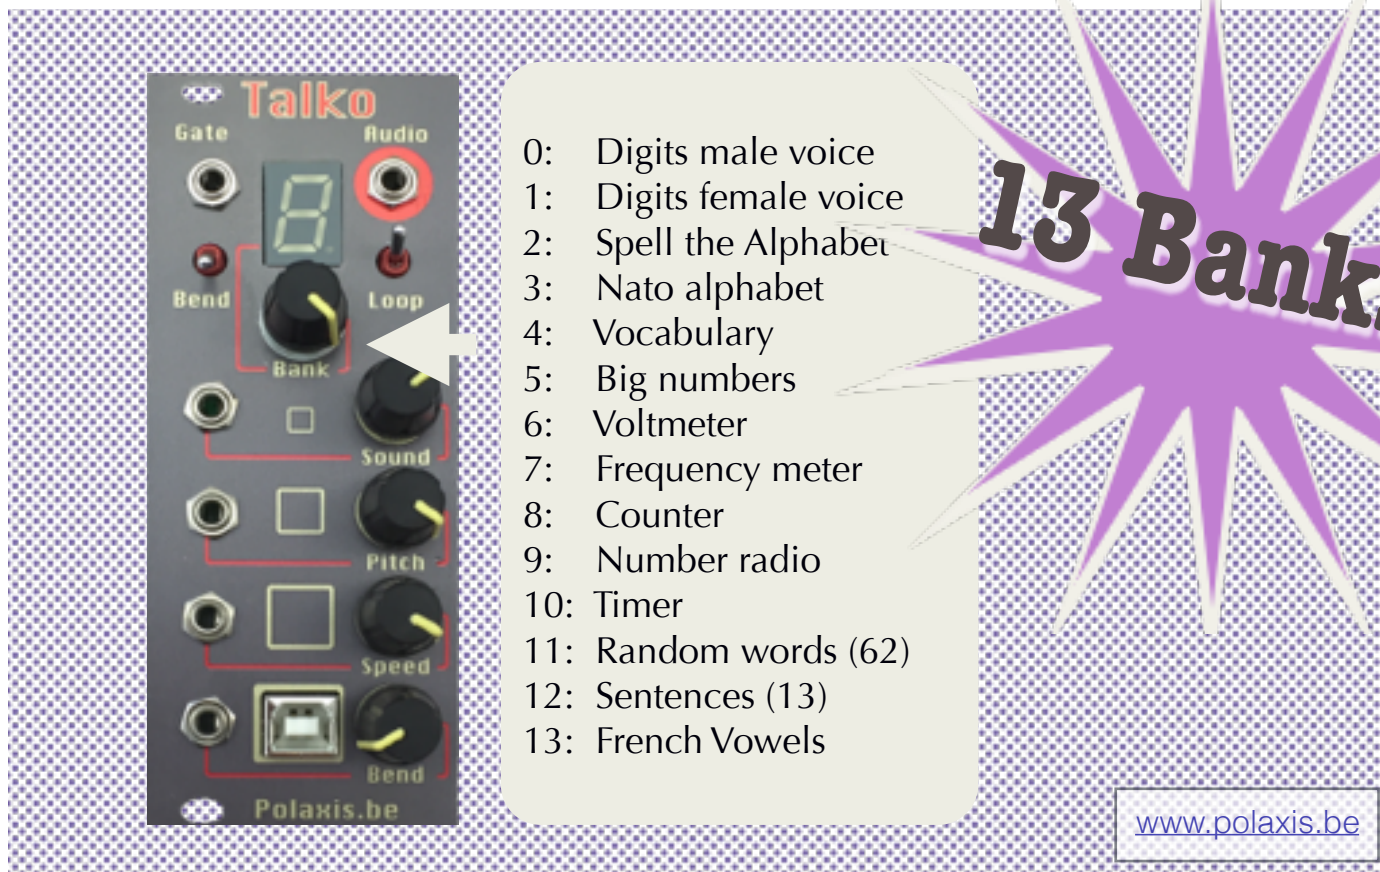 Talko
Gate
Audio
8
Bend
Loop
Bank
Sound
Pitch
Speed
Bend
Polaxis.be
0: Digits male voice
1: Digits female voice
2: Spell the Alphabet
3: Nato alphabet
4: Vocabulary
5: Big numbers
6: Voltmeter
7: Frequency meter
8: Counter
9: Number radio
10: Timer
11: Random words (62)
12: Sentences (13)
13: French Vowels
13 Bank
www.polaxis.be